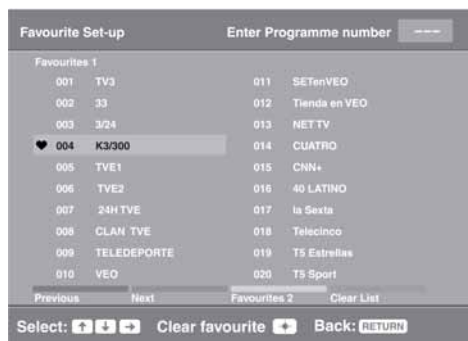 Favourite Set-up Enter Programme number ---
Favourites 1
001 TV3
002 33
003 3/24
004 K3/300
005 TVE1
006 TVE2
007 24H TVE
008 CLAN TVE
009 TELEDEPORTE
010 VEO
011 SETenVEO
012 Tienda en VEO
013 NET TV
014 CUATRO
015 CNN+
016 40 LATINO
017 la Sexta
018 Telecinco
019 T5 Estrellas
020 T5 Sport
Previous Next Favourites 2 Clear List
Select: ↑ ↓ → Clear favourite Back: RETURN